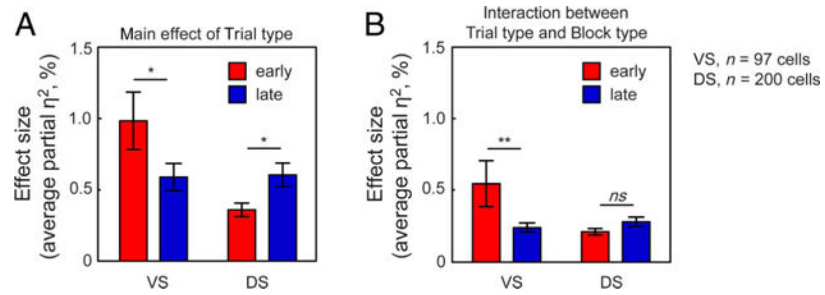 A
Main effect of Trial type
Effect size
(average partial η², %)
1.5
1.0
0.5
0
*
*
early
late
VS
DS
B
Interaction between
Trial type and Block type
Effect size
(average partial η², %)
1.5
1.0
0.5
0
**
ns
early
late
VS
DS
VS, n = 97 cells
DS, n = 200 cells